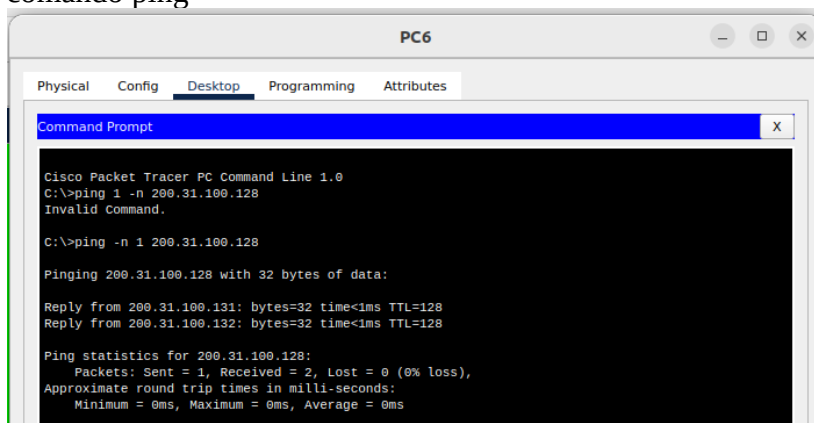 comando ping
PC6
Physical Config Desktop Programming Attributes
Command Prompt
X
Cisco Packet Tracer PC Command Line 1.0
C:\>ping 1 -n 200.31.100.128
Invalid Command.
C:\>ping -n 1 200.31.100.128
Pinging 200.31.100.128 with 32 bytes of data:
Reply from 200.31.100.131: bytes=32 time<1ms TTL=128
Reply from 200.31.100.132: bytes=32 time<1ms TTL=128
Ping statistics for 200.31.100.128:
Packets: Sent = 1, Received = 2, Lost = 0 (0% loss),
Approximate round trip times in milli-seconds:
Minimum = 0ms, Maximum = 0ms, Average = 0ms